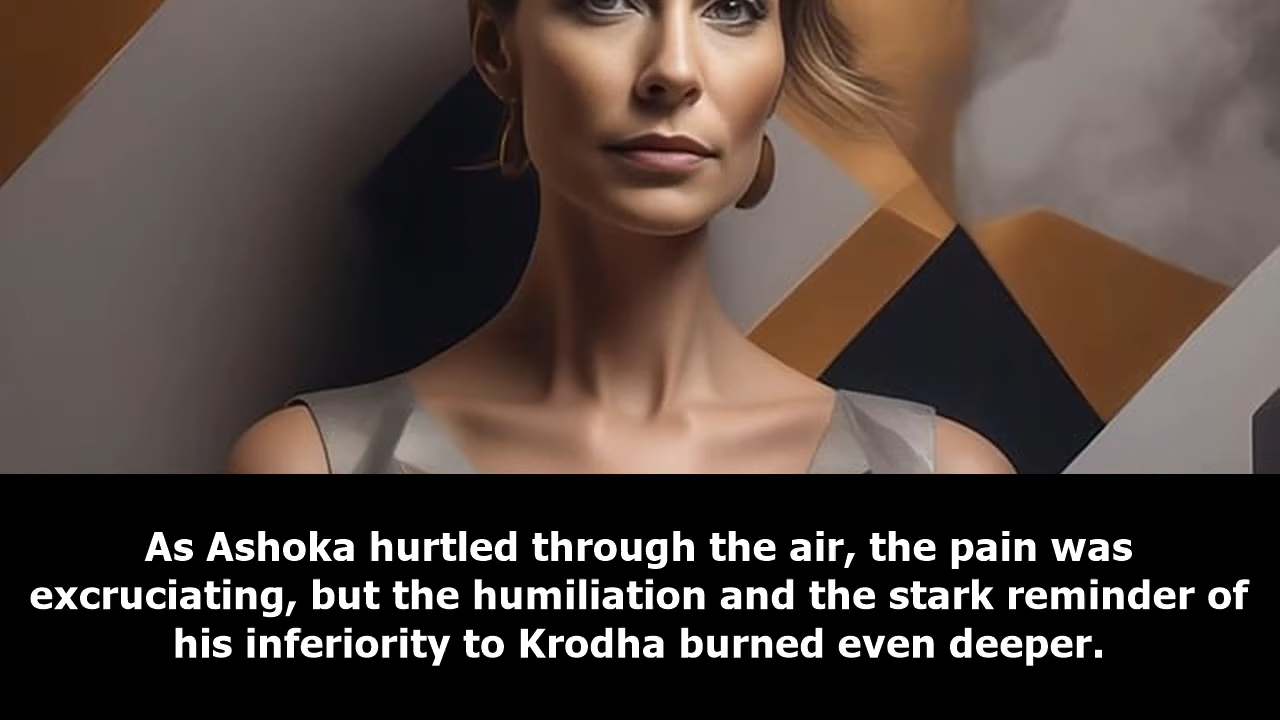 As Ashoka hurtled through the air, the pain was
excruciating, but the humiliation and the stark reminder of
his inferiority to Krodha burned even deeper.